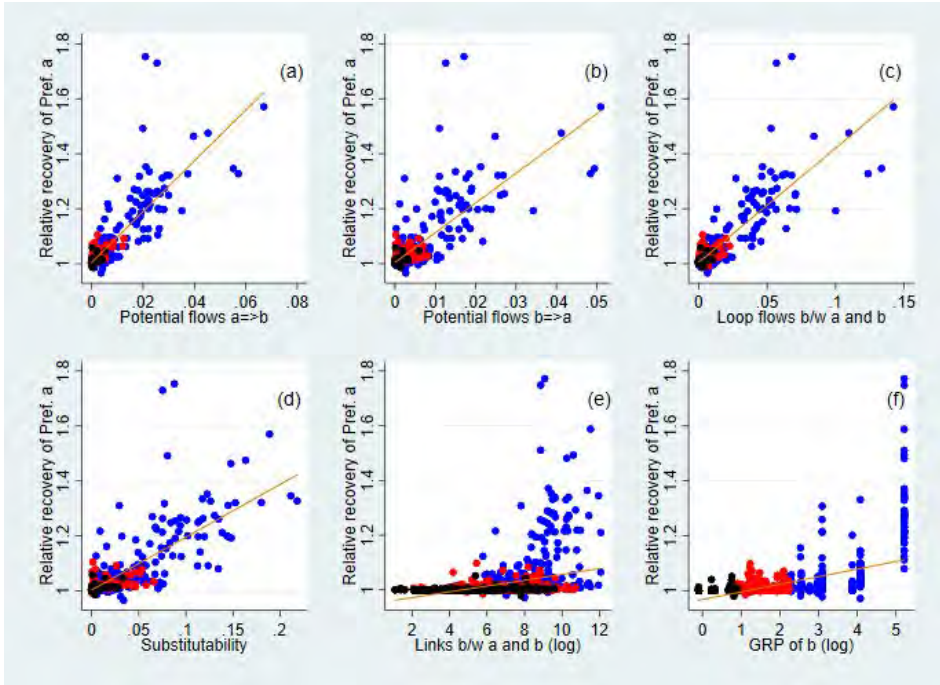 Relative recovery of Pref. a
1 1.2 1.4 1.6 1.8
(a)
0 .02 .04 .06 .08
Potential flows a=>b
Relative recovery of Pref. a
1 1.2 1.4 1.6 1.8
(b)
0 .01 .02 .03 .04 .05
Potential flows b=>a
Relative recovery of Pref. a
1 1.2 1.4 1.6 1.8
(c)
0 .05 .10 .15
Loop flows b/w a and b
Relative recovery of Pref. a
1 1.2 1.4 1.6 1.8
(d)
0 .05 .1 .15 .2
Substitutability
Relative recovery of Pref. a
1 1.2 1.4 1.6 1.8
(e)
2 4 6 8 10 12
Links b/w a and b (log)
Relative recovery of Pref. a
1 1.2 1.4 1.6 1.8
(f)
0 1 2 3 4 5
GRP of b (log)